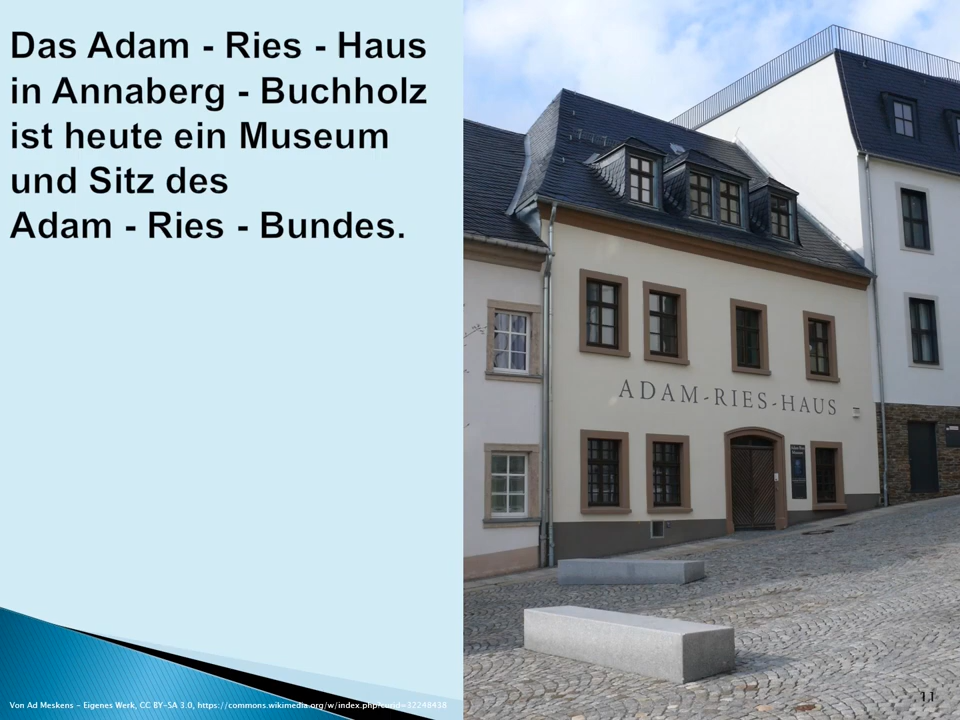 Das Adam - Ries - Haus
in Annaberg - Buchholz
ist heute ein Museum
und Sitz des
Adam - Ries - Bundes.
ADAM-RIES-HAUS
Von Ad Meskens - Eigenes Werk, CC BY-SA 3.0, https://commons.wikimedia.org/w/index.php?curid=32248438
11